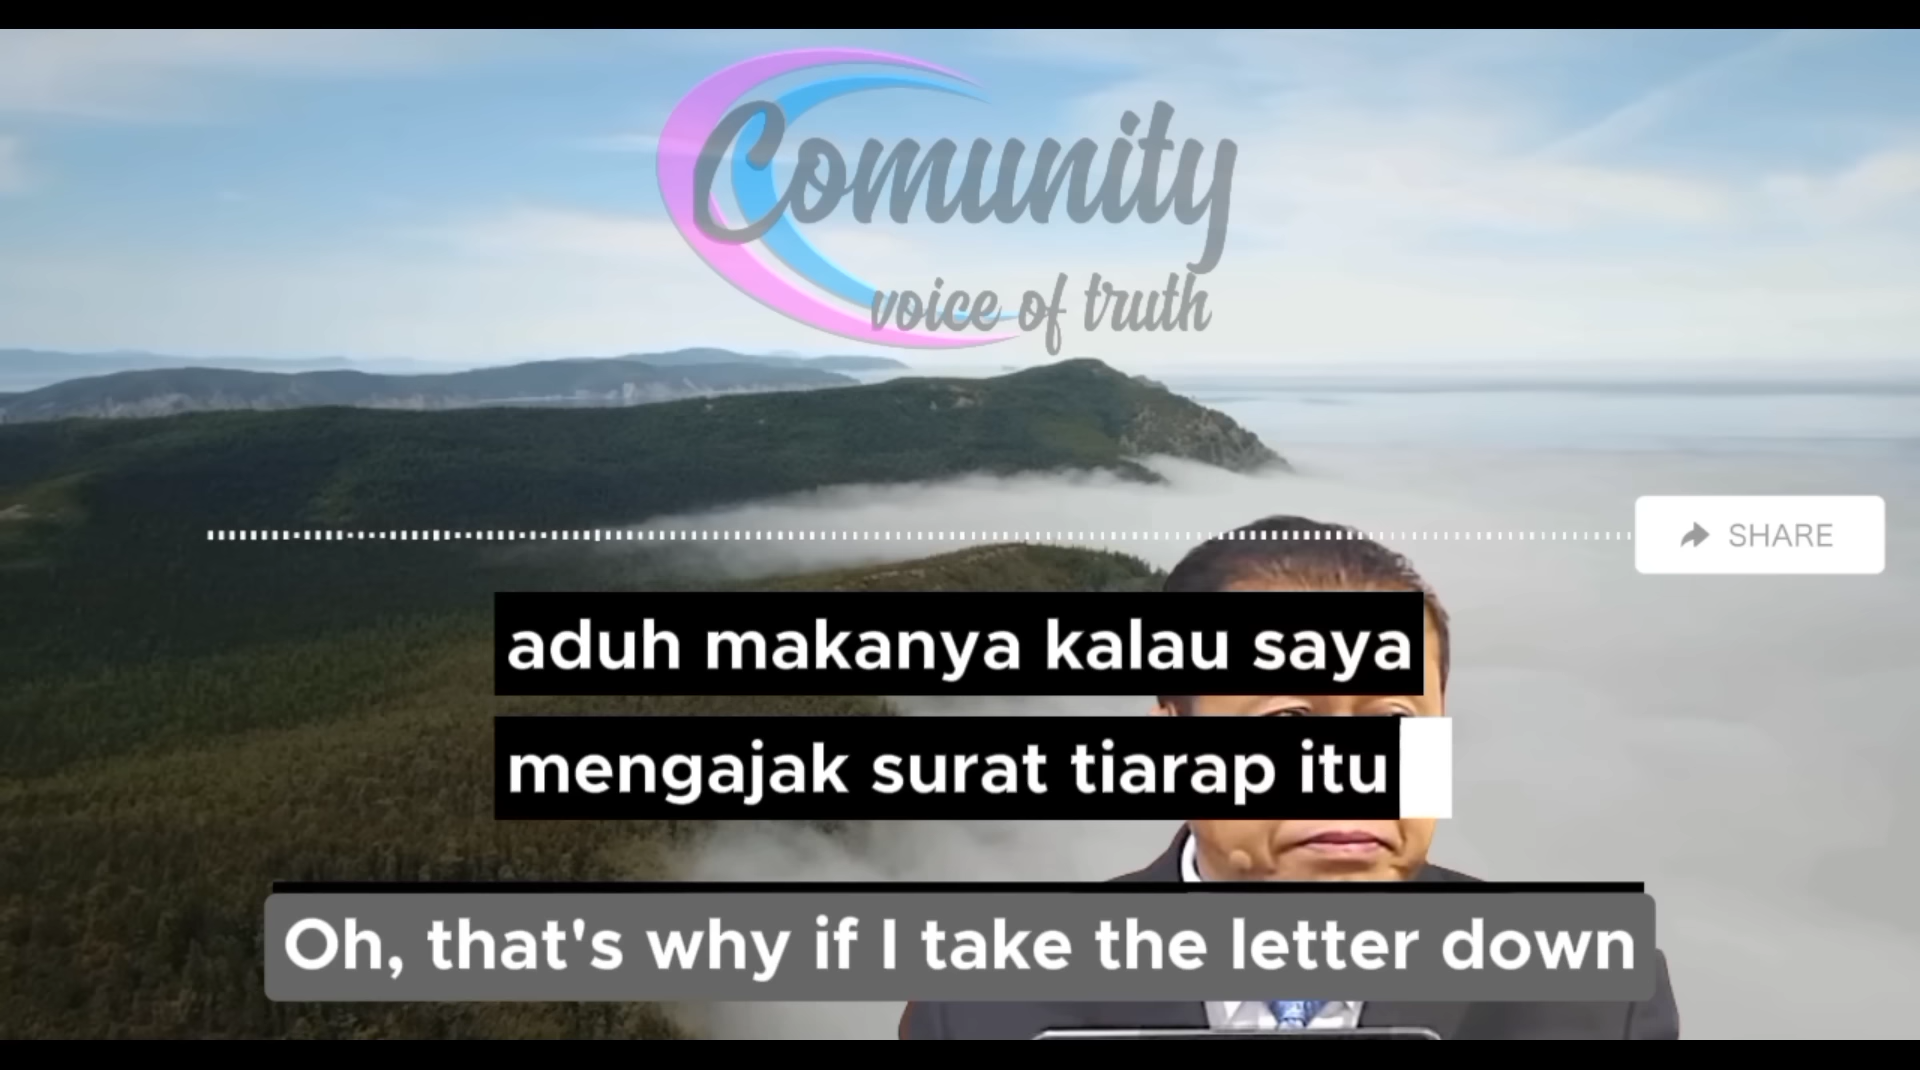 Comunity
voice of truth
SHARE
aduh makanya kalau saya
mengajak surat tiarap itu
Oh, that's why if I take the letter down